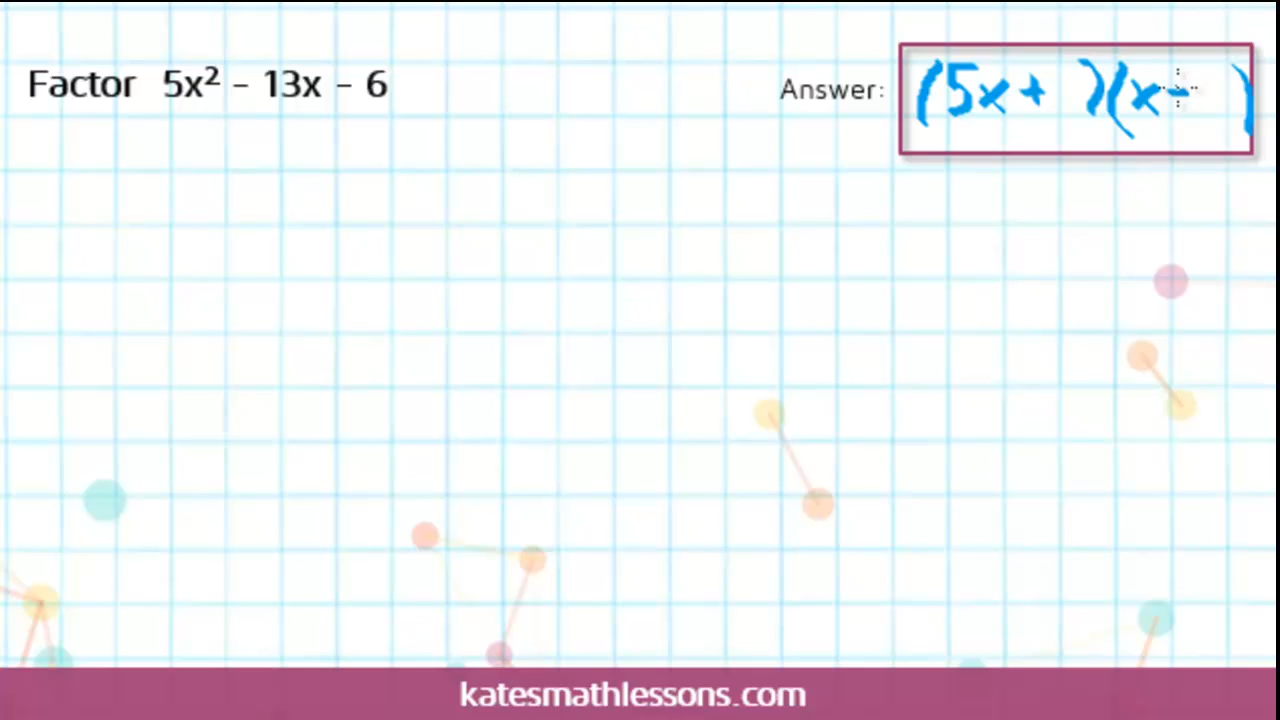 Factor 5x² - 13x - 6
Answer: (5x+ )(x- )
katesmathlessons.com